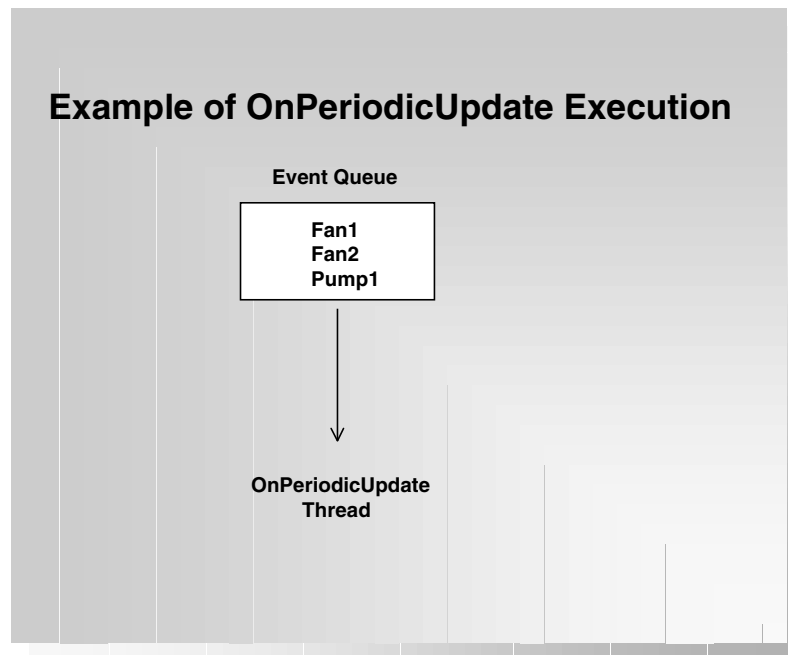 Example of OnPeriodicUpdate Execution
Event Queue
Fan1
Fan2
Pump1
OnPeriodicUpdate
Thread